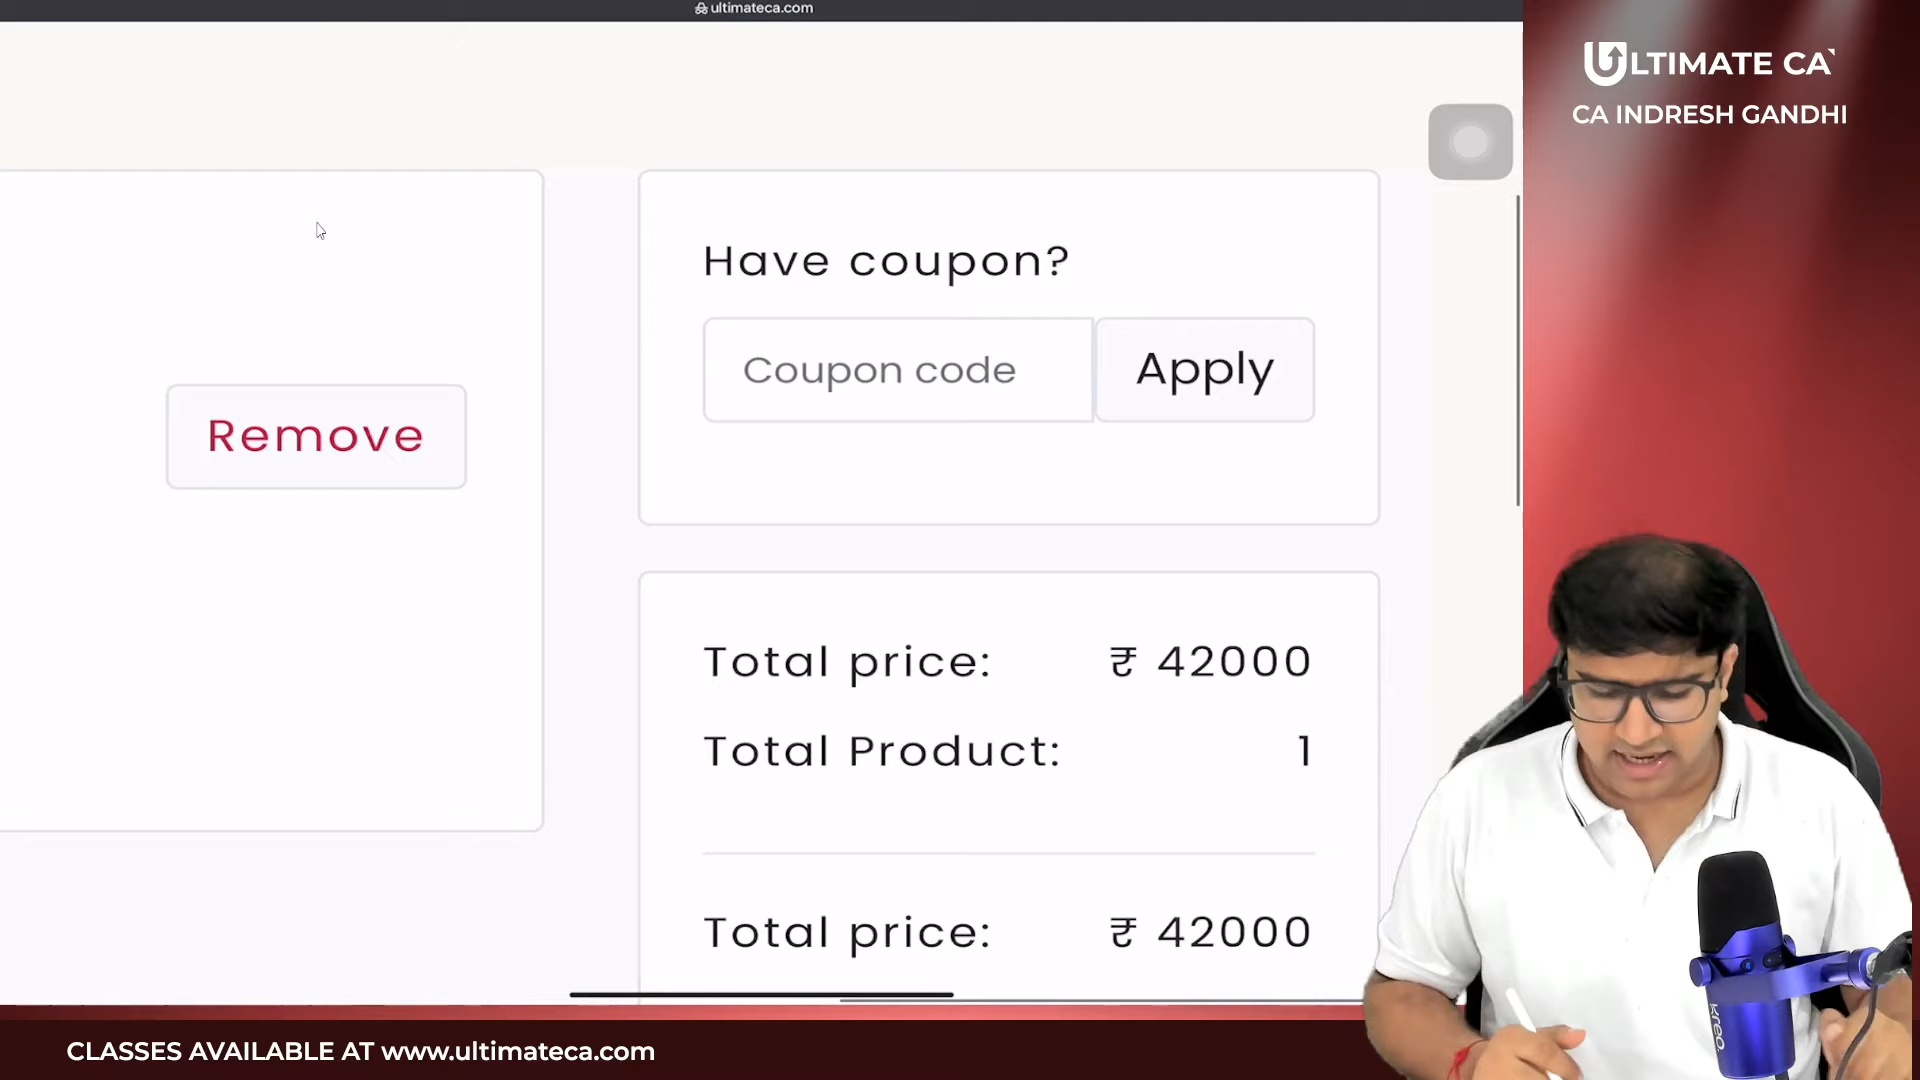 ultimateca.com
ULTIMATE CA
CA INDRESH GANDHI
Have coupon?
Coupon code
Apply
Remove
Total price: ₹ 42000
Total Product: 1
Total price: ₹ 42000
kreo
CLASSES AVAILABLE AT www.ultimateca.com